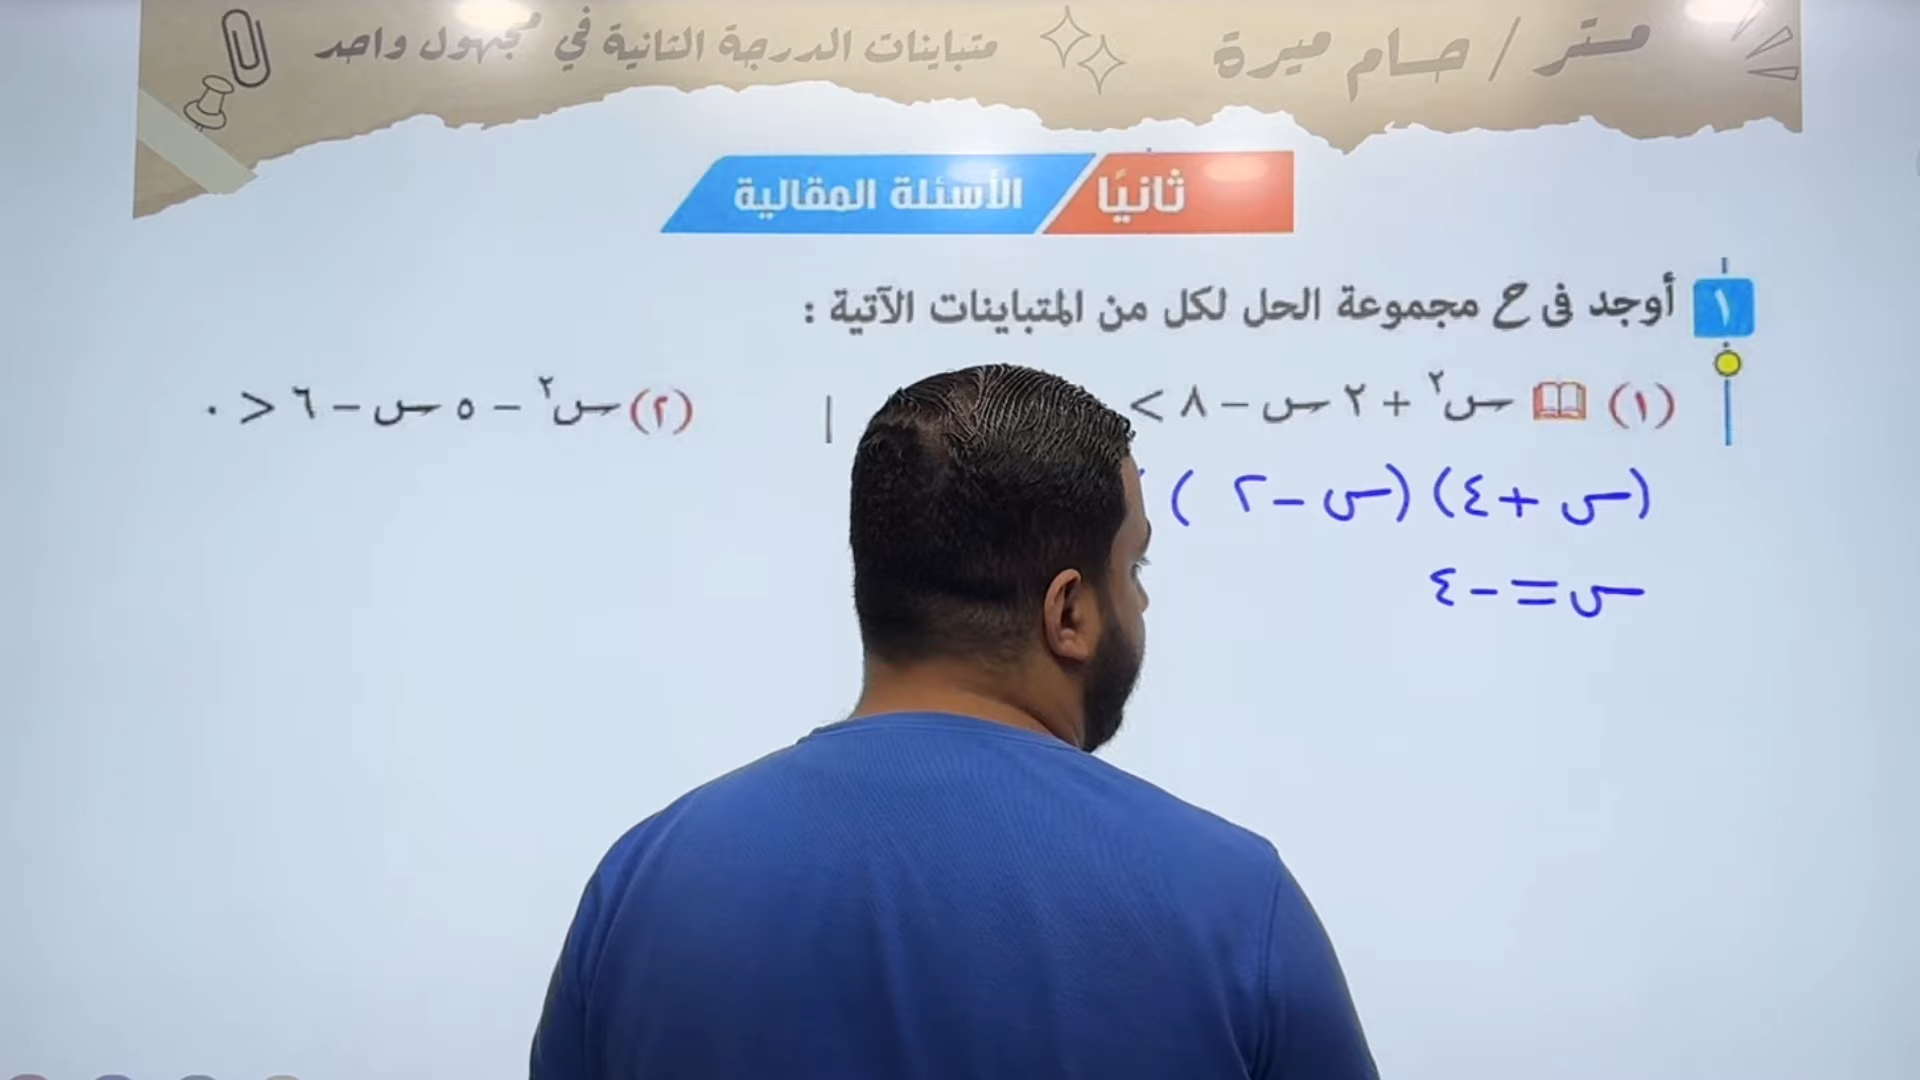 مستر / حسام ميرة متباينات الدرجة الثانية في مجهول واحد
ثانيًا الأسئلة المقالية
١ أوجد فى ح مجموعة الحل لكل من المتباينات الآتية :
(١) س٢ + ٢ س – ٨ > (٢) س٢ – ٥ س – ٦ < ٠
(س + ٤) (س – ٢ )
س = – ٤